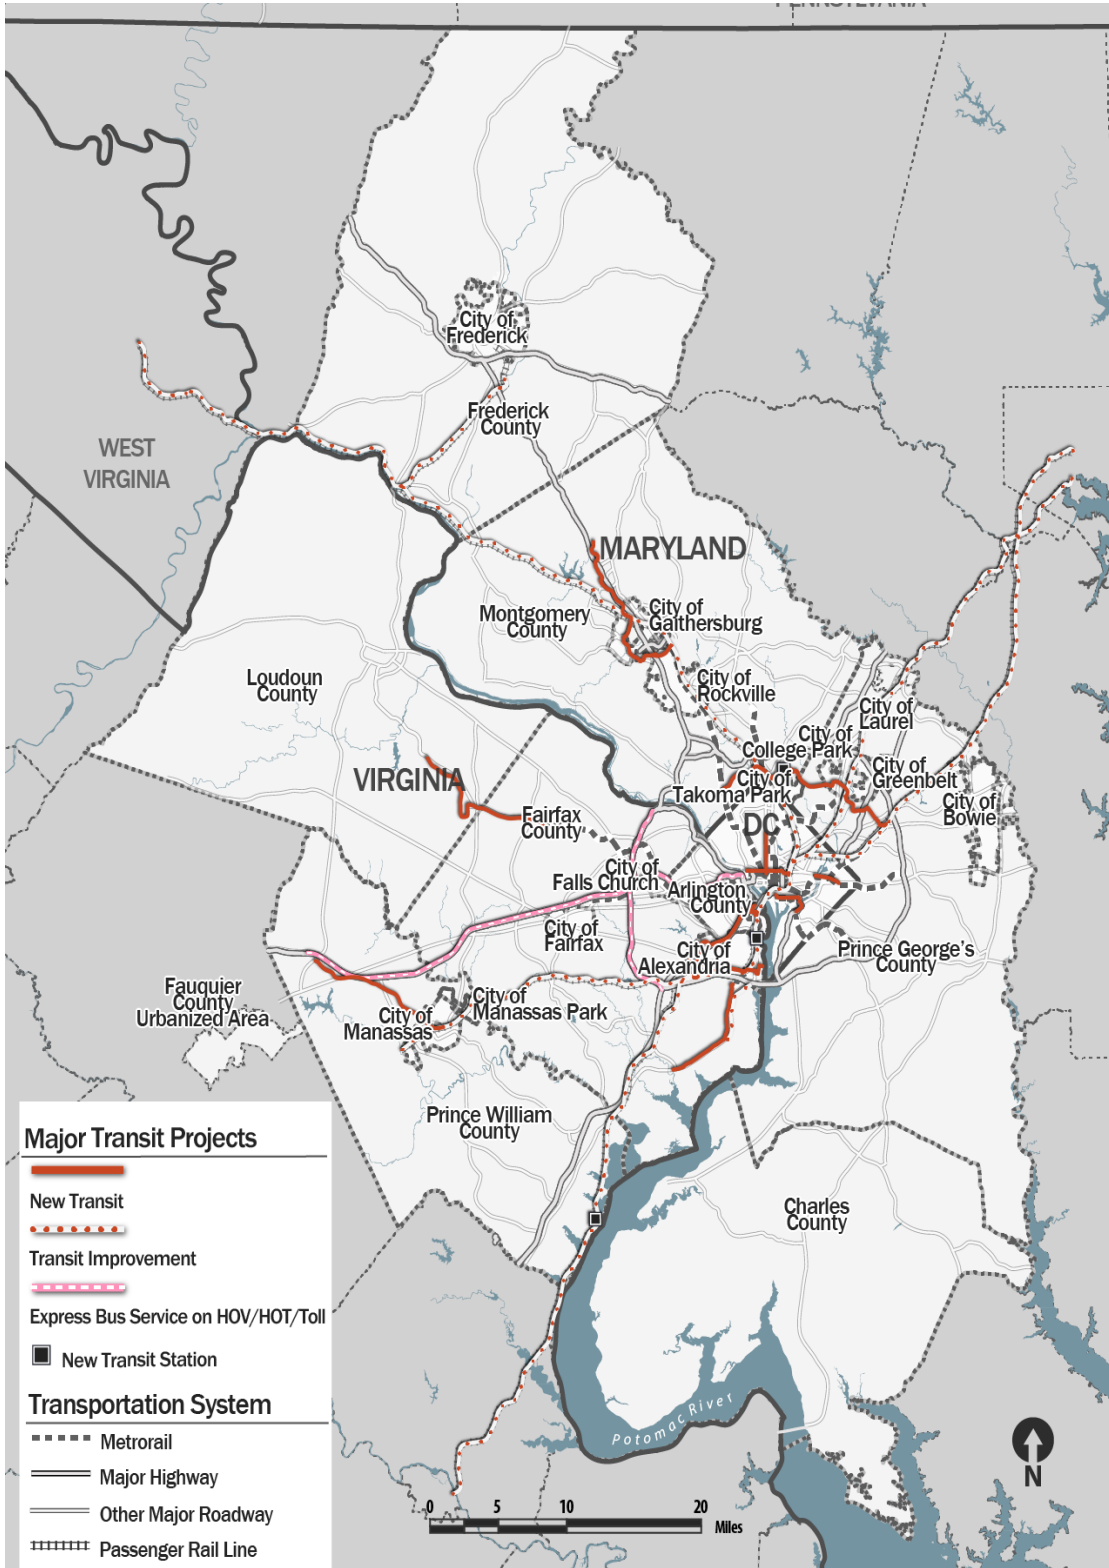 PENNSYLVANIA
City of
Frederick
Frederick
County
WEST
VIRGINIA
MARYLAND
Montgomery
County
City of
Gaithersburg
Loudoun
County
City of
Rockville
City of
Laurel
City of
College Park
City of
Greenbelt
City of
Takoma Park
City of
Bowie
VIRGINIA
Fairfax
County
DC
City of
Falls Church
Arlington
County
City of
Fairfax
City of
Alexandria
Prince George's
County
Fauquier
County
Urbanized Area
City of
Manassas
City of
Manassas Park
Prince William
County
Charles
County
Potomac River
Major Transit Projects
New Transit
Transit Improvement
Express Bus Service on HOV/HOT/Toll
New Transit Station
Transportation System
Metrorail
Major Highway
Other Major Roadway
Passenger Rail Line
0 5 10 20
Miles
N